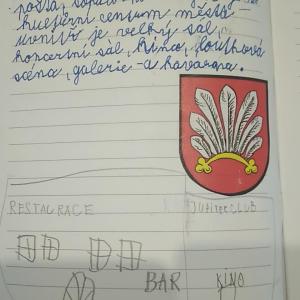 pošta,
kulturní centrum města -
uvnitř je velký sál,
koncertní sál, kino, loutková
scéna, galerie a kavárna.
RESTAURACE
JUPITER CLUB
BAR
KINO